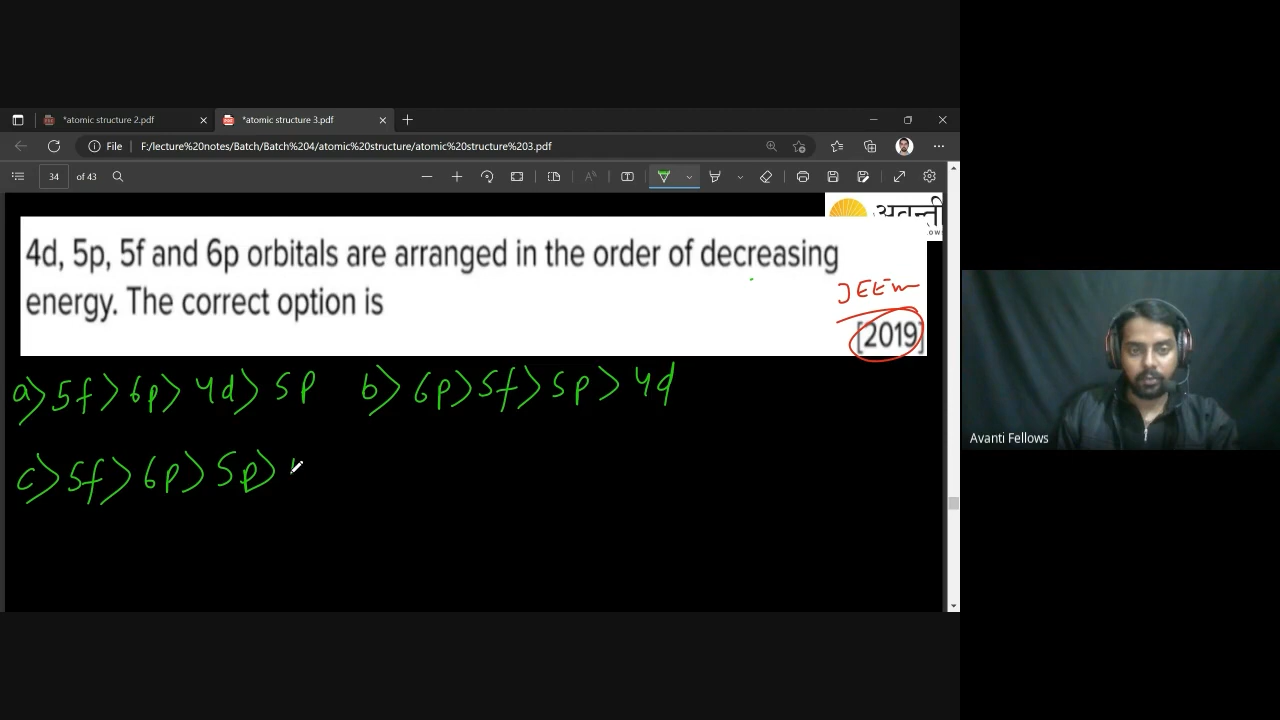 *atomic structure 2.pdf *atomic structure 3.pdf
File F:/lecture%20notes/Batch/Batch%204/atomic%20structure/atomic%20structure%203.pdf
34 of 43
अवन्ती
4d, 5p, 5f and 6p orbitals are arranged in the order of decreasing
energy. The correct option is
JEEm
[2019]
a> 5f > 6p > 4d > 5p b> 6p > 5f > 5p > 4d
c> 5f > 6p > 5p >
Avanti Fellows